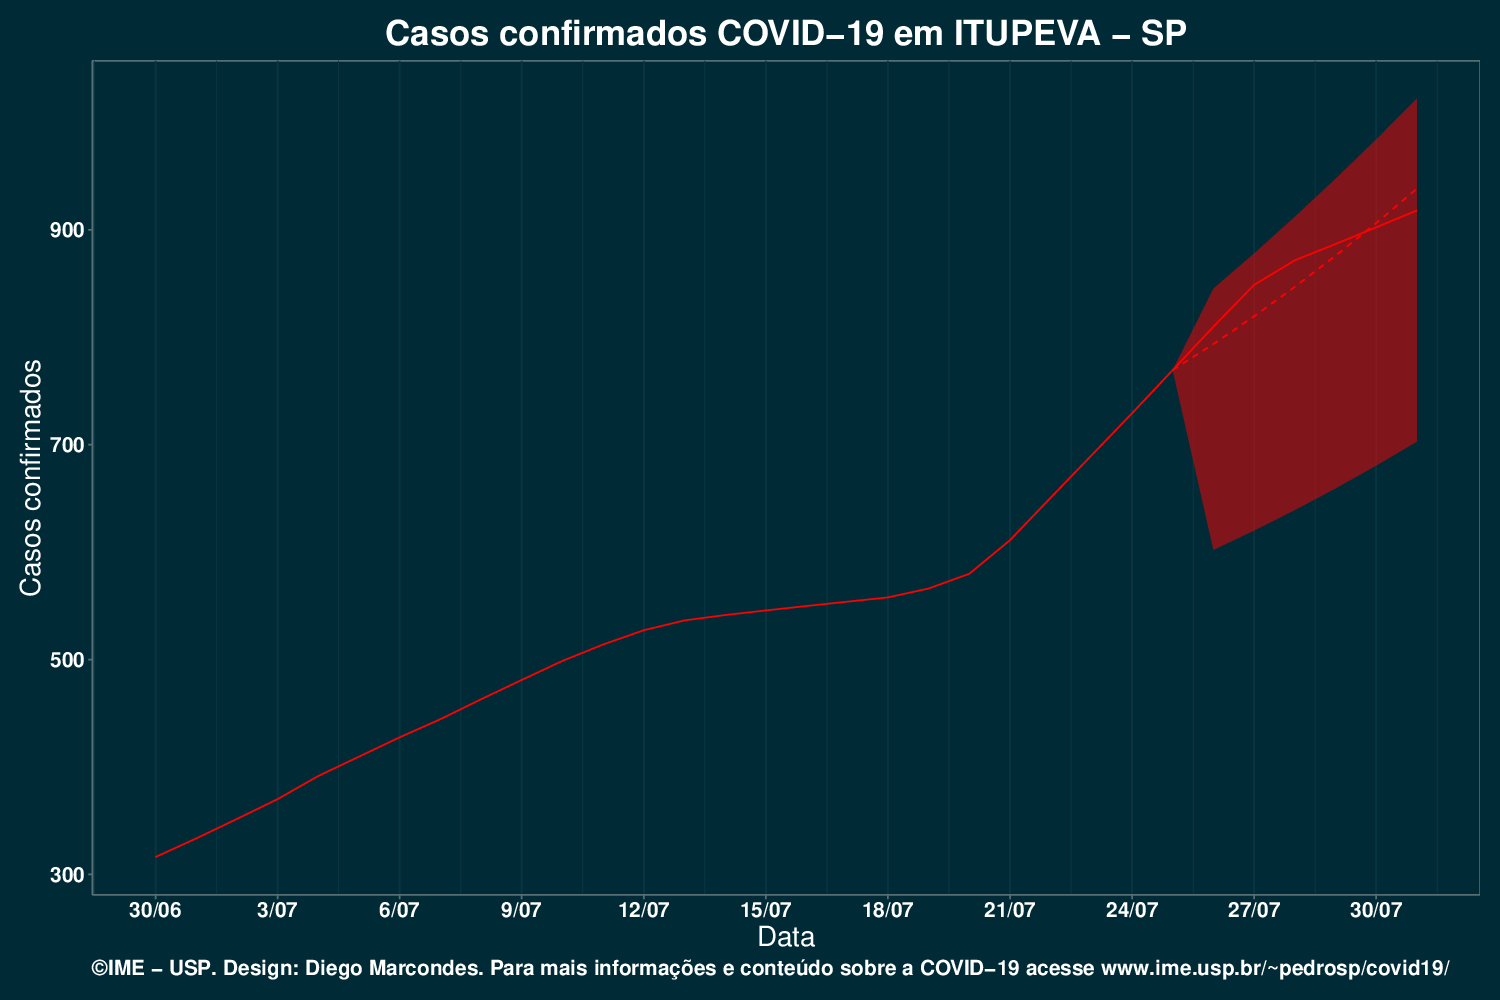 Casos confirmados COVID−19 em ITUPEVA − SP
Casos confirmados
900
700
500
300
30/06 3/07 6/07 9/07 12/07 15/07 18/07 21/07 24/07 27/07 30/07
Data
©IME − USP. Design: Diego Marcondes. Para mais informações e conteúdo sobre a COVID−19 acesse www.ime.usp.br/~pedrosp/covid19/